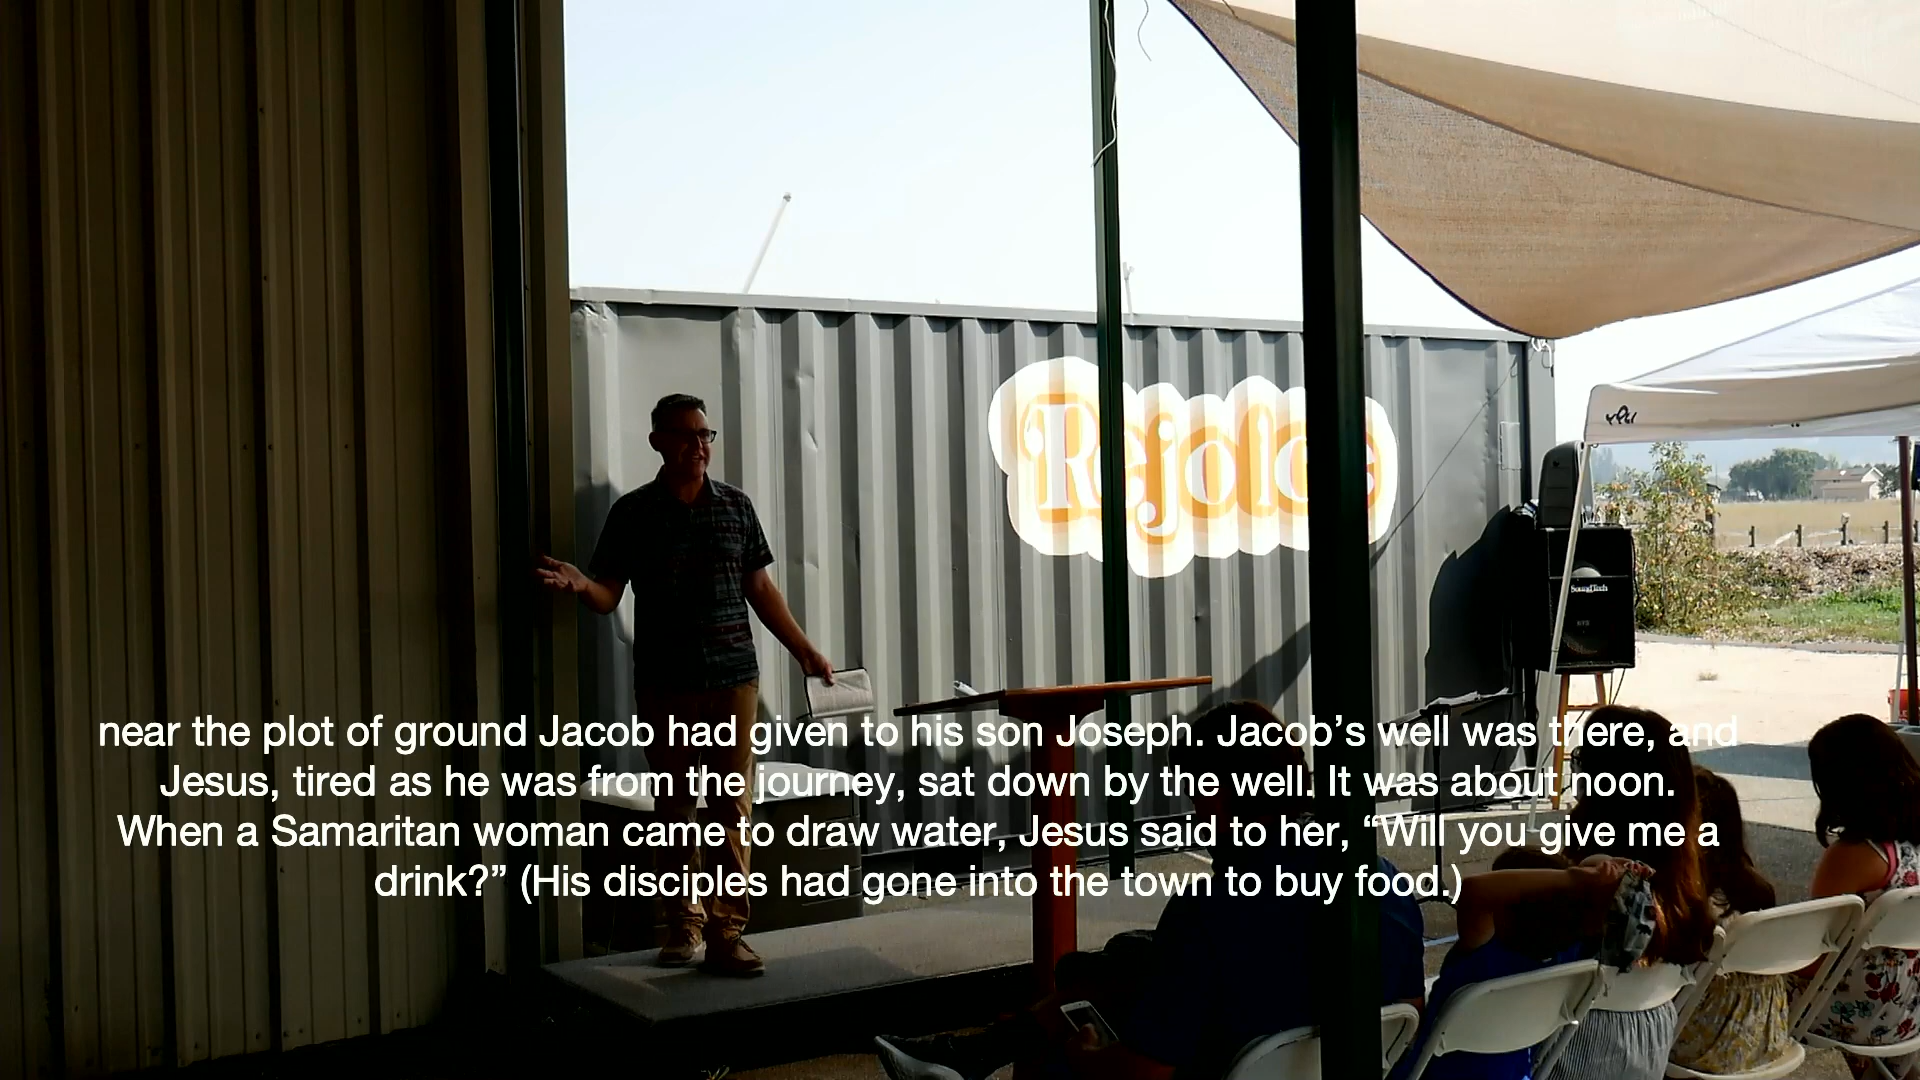 Rejoice
SoundTech
near the plot of ground Jacob had given to his son Joseph. Jacob’s well was there, and
Jesus, tired as he was from the journey, sat down by the well. It was about noon.
When a Samaritan woman came to draw water, Jesus said to her, “Will you give me a
drink?” (His disciples had gone into the town to buy food.)